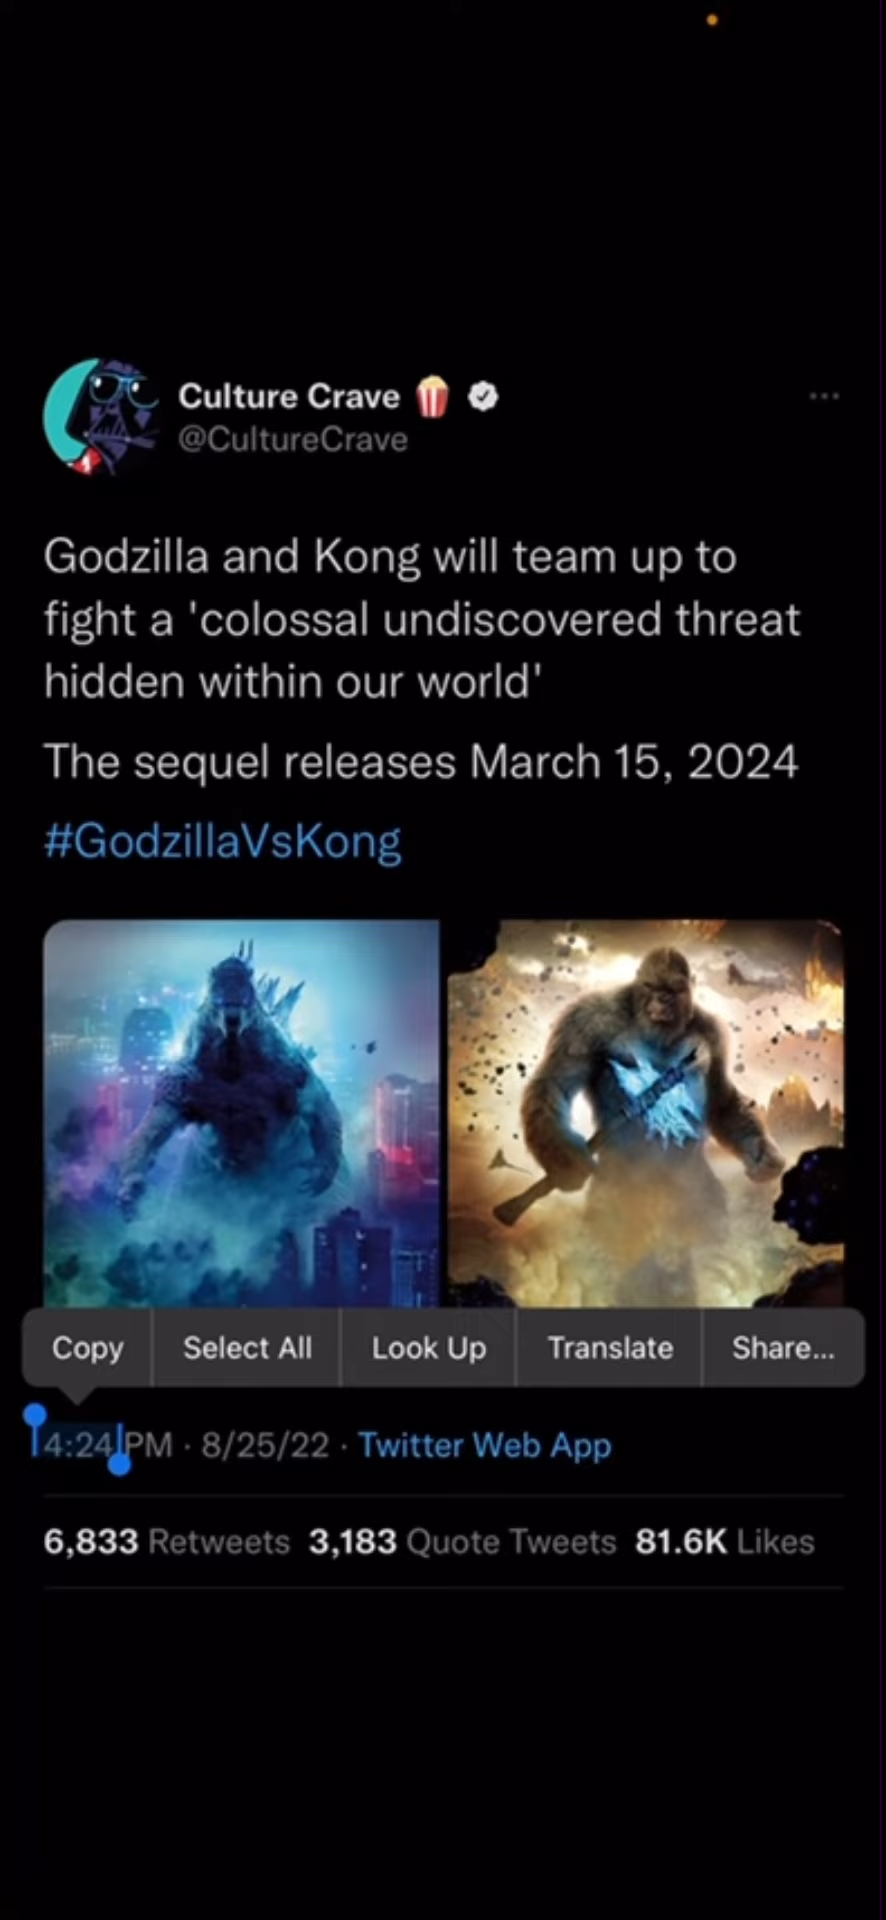 Culture Crave 🍿
@CultureCrave
Godzilla and Kong will team up to
fight a 'colossal undiscovered threat
hidden within our world'
The sequel releases March 15, 2024
#GodzillaVsKong
Copy Select All Look Up Translate Share...
4:24 PM · 8/25/22 · Twitter Web App
6,833 Retweets 3,183 Quote Tweets 81.6K Likes